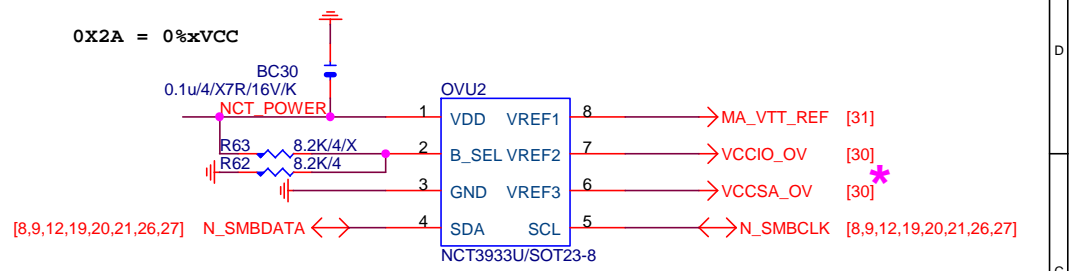 0X2A = 0%xVCC
D
BC30
0.1u/4/X7R/16V/K
OVU2
NCT_POWER
1 VDD VREF1 8 MA_VTT_REF [31]
R63 8.2K/4/X
2 B_SEL VREF2 7 VCCIO_OV [30]
R62 8.2K/4
*
3 GND VREF3 6 VCCSA_OV [30]
[8,9,12,19,20,21,26,27] N_SMBDATA 4 SDA SCL 5 N_SMBCLK [8,9,12,19,20,21,26,27]
NCT3933U/SOT23-8